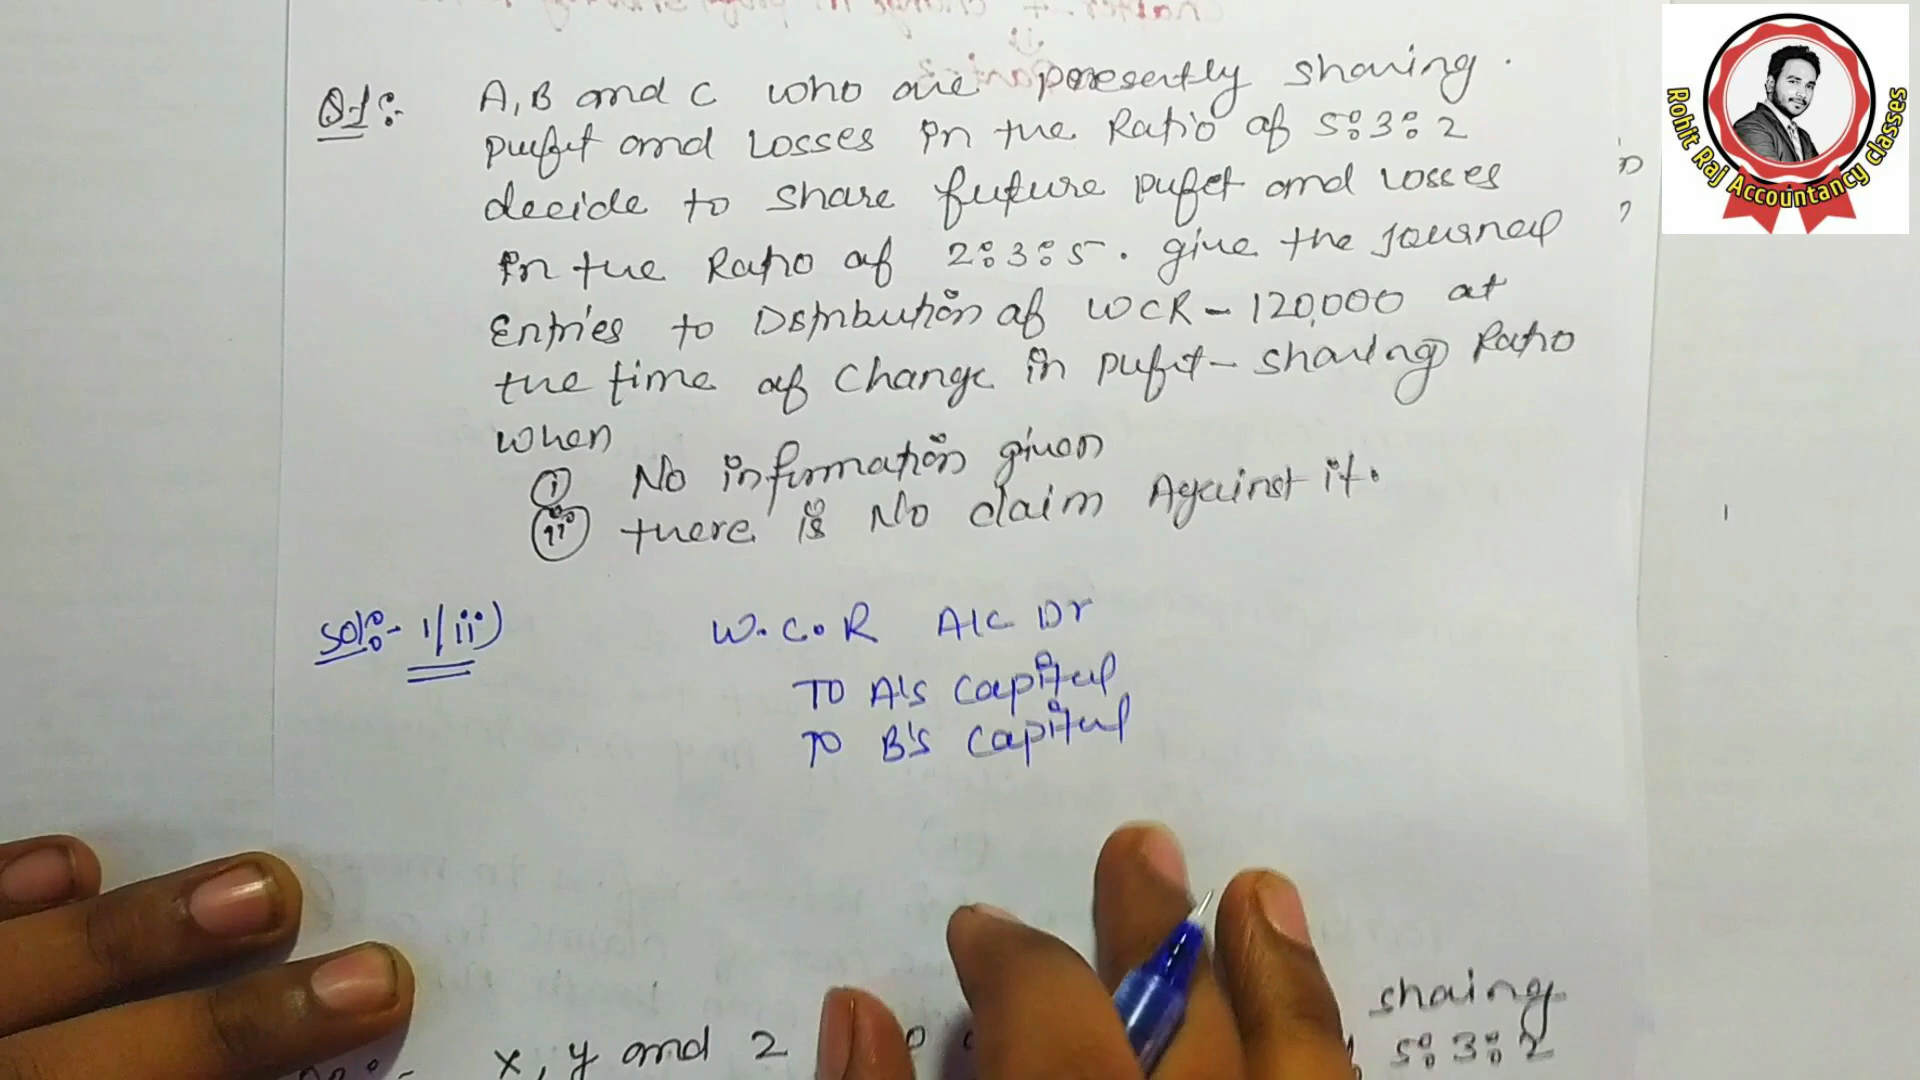 Q.1:- A, B and C who are presently sharing
profit and Losses in the Ratio of 5:3:2
decide to share future profit and losses
in the Ratio of 2:3:5. give the Journal
Entries to Distribution of WCR - 120,000 at
the time of Change in profit-sharing Ratio
when
(i) No information given
(ii) there is No claim Against it.
Sol:- 1/ii) W.C.R A/c Dr
TO A's Capital
TO B's Capital
sharing
x, y and z 5:3:2
Rohit Raj Accountancy classes